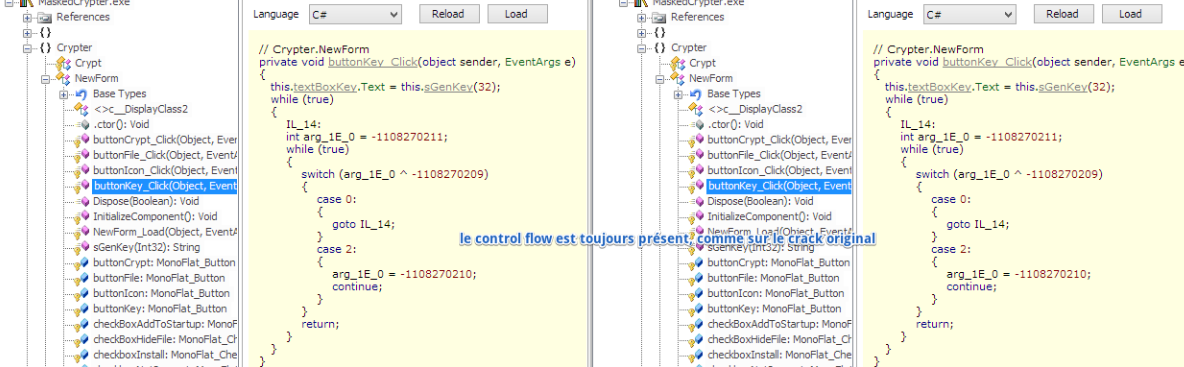 MaskedCrypter.exe
References
{}
{} Crypter
Crypt
NewForm
Base Types
<>c__DisplayClass2
.ctor(): Void
buttonCrypt_Click(Object, Even
buttonFile_Click(Object, EventA
buttonIcon_Click(Object, Event
buttonKey_Click(Object, Event
Dispose(Boolean): Void
InitializeComponent(): Void
NewForm_Load(Object, EventA
sGenKey(Int32): String
buttonCrypt: MonoFlat_Button
buttonFile: MonoFlat_Button
buttonIcon: MonoFlat_Button
buttonKey: MonoFlat_Button
checkBoxAddToStartup: MonoF
checkBoxHideFile: MonoFlat_Ch
checkboxInstall: MonoFlat_Che
Language C# Reload Load
// Crypter.NewForm
private void buttonKey_Click(object sender, EventArgs e)
{
this.textBoxKey.Text = this.sGenKey(32);
while (true)
{
IL_14:
int arg_1E_0 = -1108270211;
while (true)
{
switch (arg_1E_0 ^ -1108270209)
{
case 0:
{
goto IL_14;
}
case 2:
{
arg_1E_0 = -1108270210;
continue;
}
}
return;
}
}
}
le control flow est toujours présent, comme sur le crack original
MaskedCrypter.exe
References
{}
{} Crypter
Crypt
NewForm
Base Types
<>c__DisplayClass2
.ctor(): Void
buttonCrypt_Click(Object, Even
buttonFile_Click(Object, EventA
buttonIcon_Click(Object, Event
buttonKey_Click(Object, Event
Dispose(Boolean): Void
InitializeComponent(): Void
NewForm_Load(Object, EventA
sGenKey(Int32): String
buttonCrypt: MonoFlat_Button
buttonFile: MonoFlat_Button
buttonIcon: MonoFlat_Button
buttonKey: MonoFlat_Button
checkBoxAddToStartup: MonoF
checkBoxHideFile: MonoFlat_Ch
checkboxInstall: MonoFlat_Che
Language C# Reload Load
// Crypter.NewForm
private void buttonKey_Click(object sender, EventArgs e
{
this.textBoxKey.Text = this.sGenKey(32);
while (true)
{
IL_14:
int arg_1E_0 = -1108270211;
while (true)
{
switch (arg_1E_0 ^ -1108270209)
{
case 0:
{
goto IL_14;
}
case 2:
{
arg_1E_0 = -1108270210;
continue;
}
}
return;
}
}
}